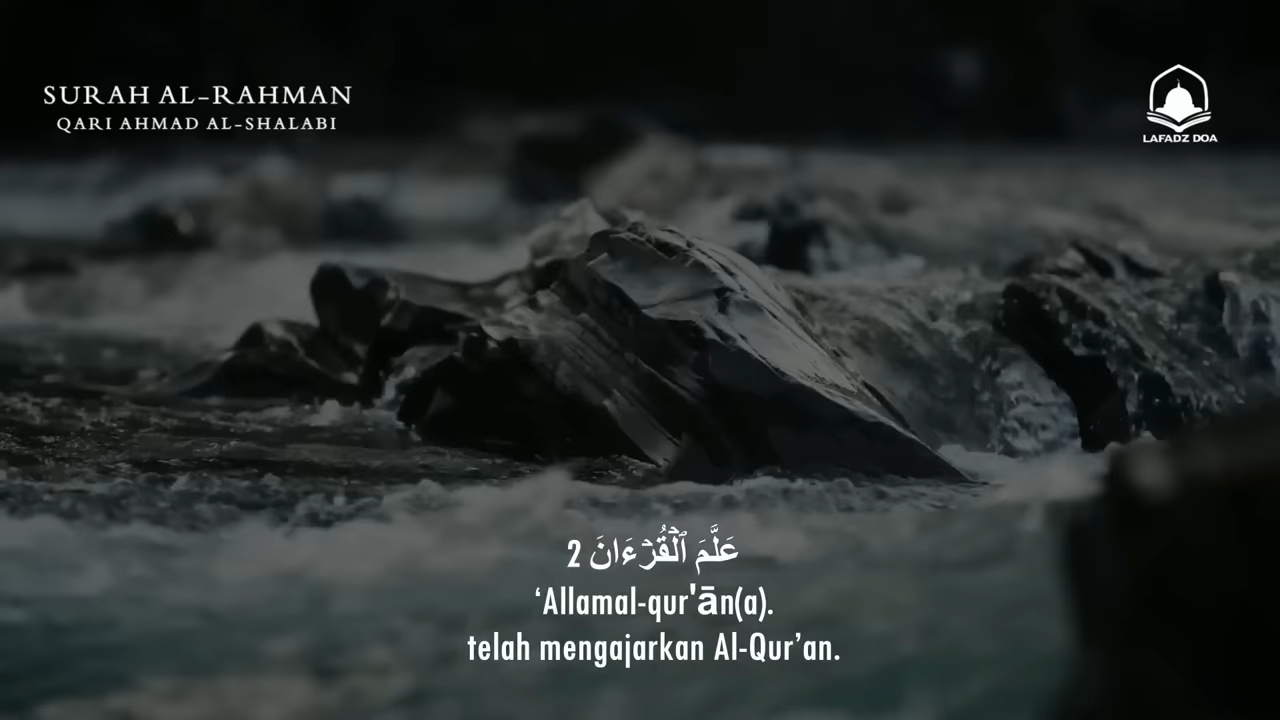 SURAH AL-RAHMAN
QARI AHMAD AL-SHALABI
LAFADZ DOA
عَلَّمَ ٱلْقُرْءَانَ 2
‘Allamal-qur'ān(a).
telah mengajarkan Al-Qur’an.